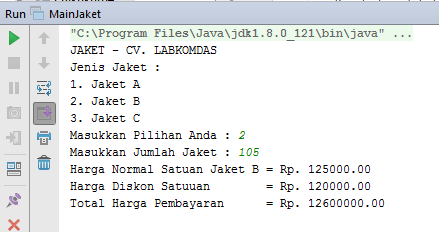 Run MainJaket
"C:\Program Files\Java\jdk1.8.0_121\bin\java" ...
JAKET - CV. LABKOMDAS
Jenis Jaket :
1. Jaket A
2. Jaket B
3. Jaket C
Masukkan Pilihan Anda : 2
Masukkan Jumlah Jaket : 105
Harga Normal Satuan Jaket B = Rp. 125000.00
Harga Diskon Satuuan        = Rp. 120000.00
Total Harga Pembayaran      = Rp. 12600000.00